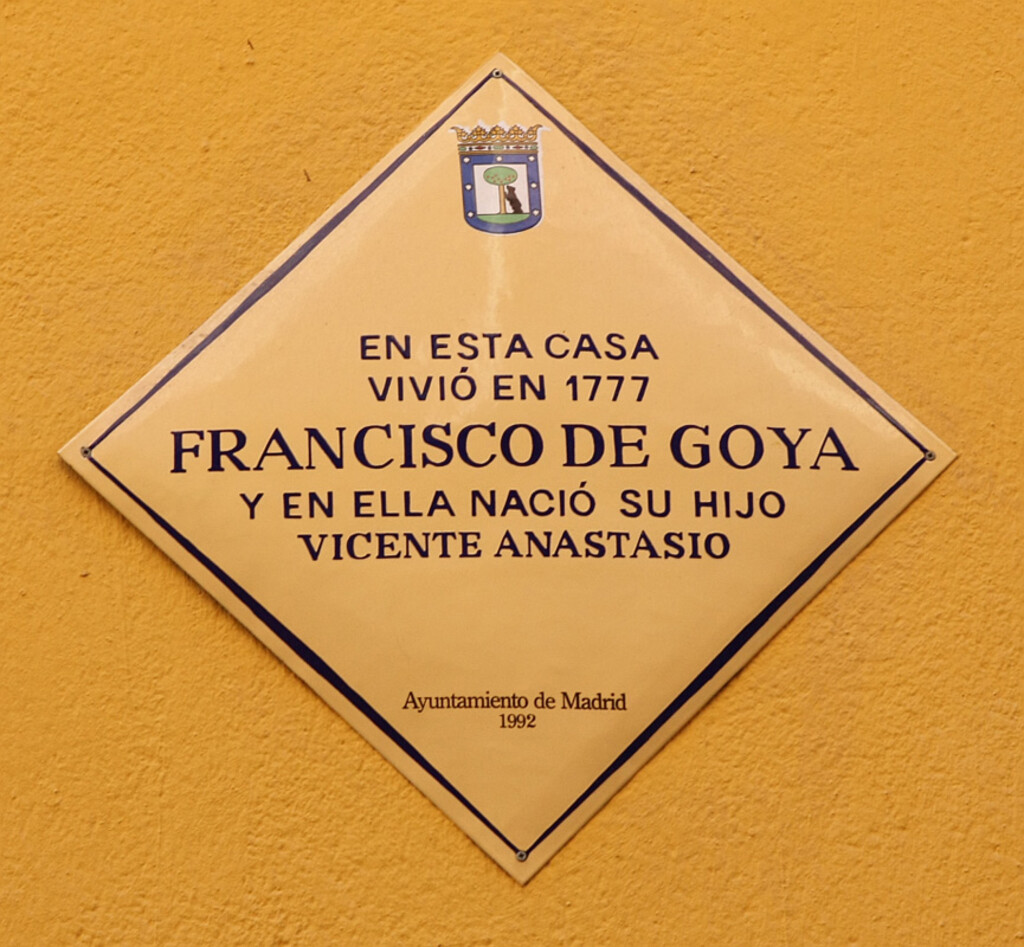 EN ESTA CASA
VIVIÓ EN 1777
FRANCISCO DE GOYA
Y EN ELLA NACIÓ SU HIJO
VICENTE ANASTASIO
Ayuntamiento de Madrid
1992